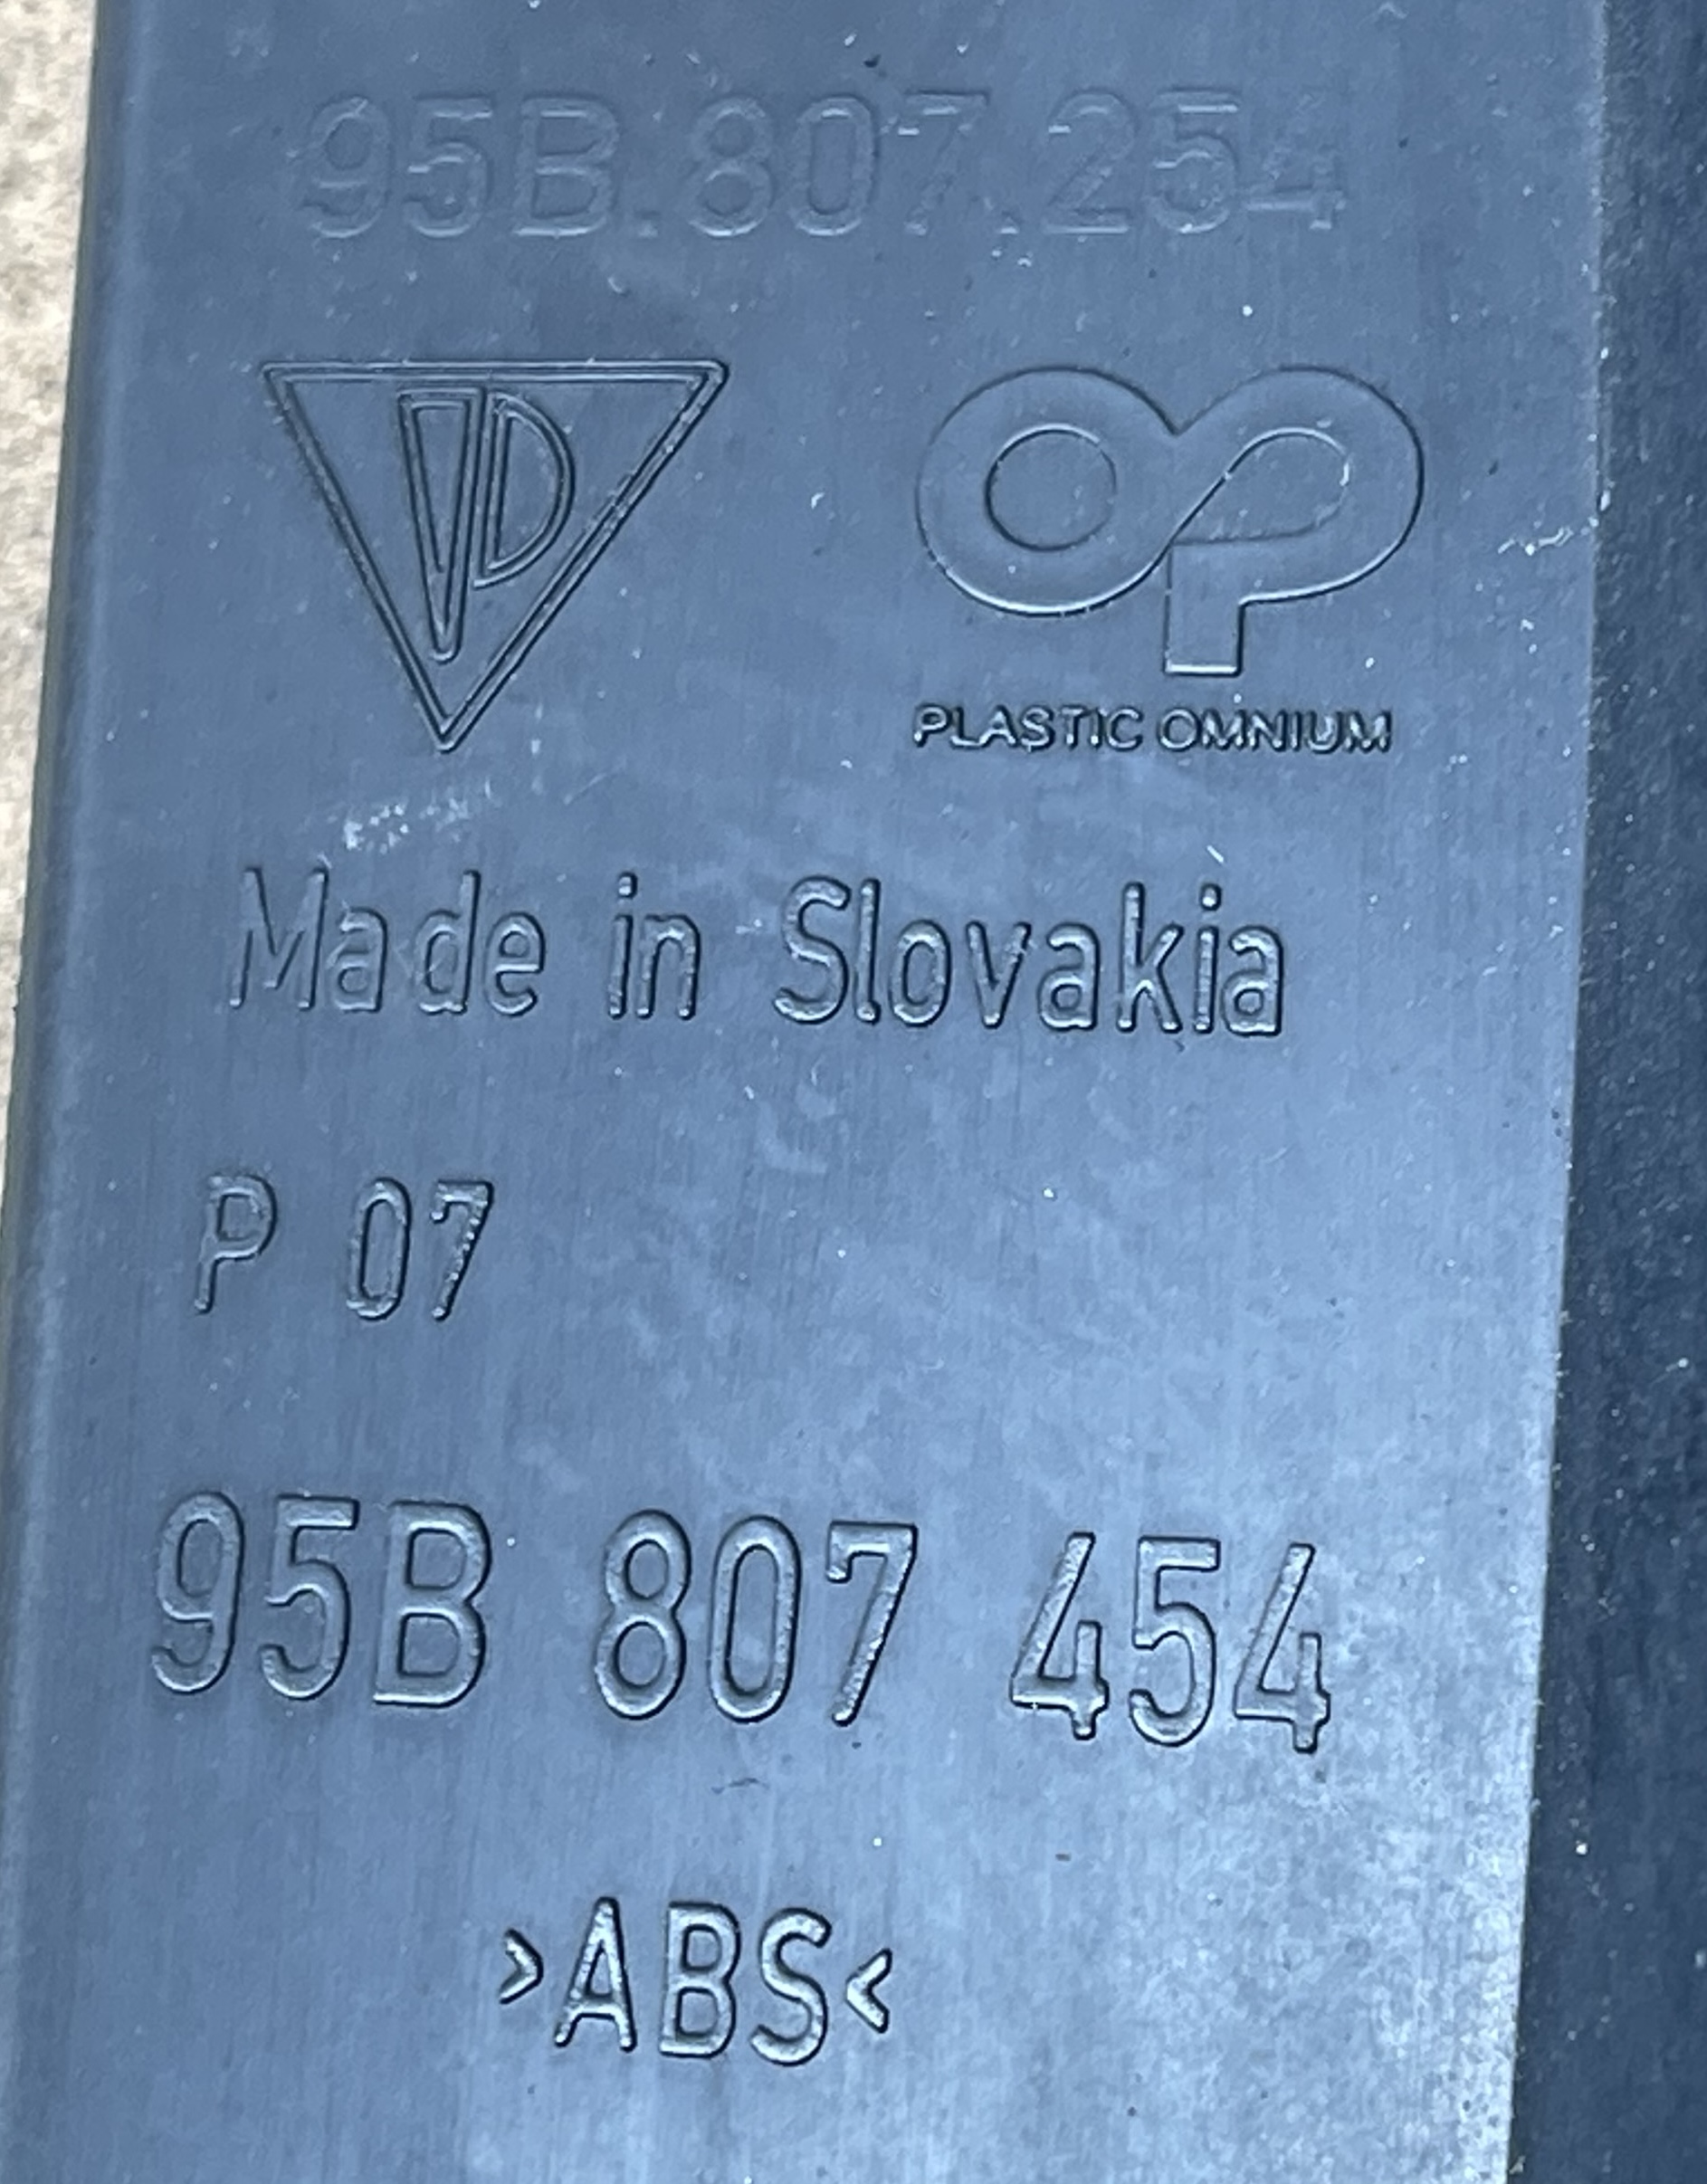 95B.807.254
PLASTIC OMNIUM
Made in Slovakia
P 07
95B 807 454
>ABS<